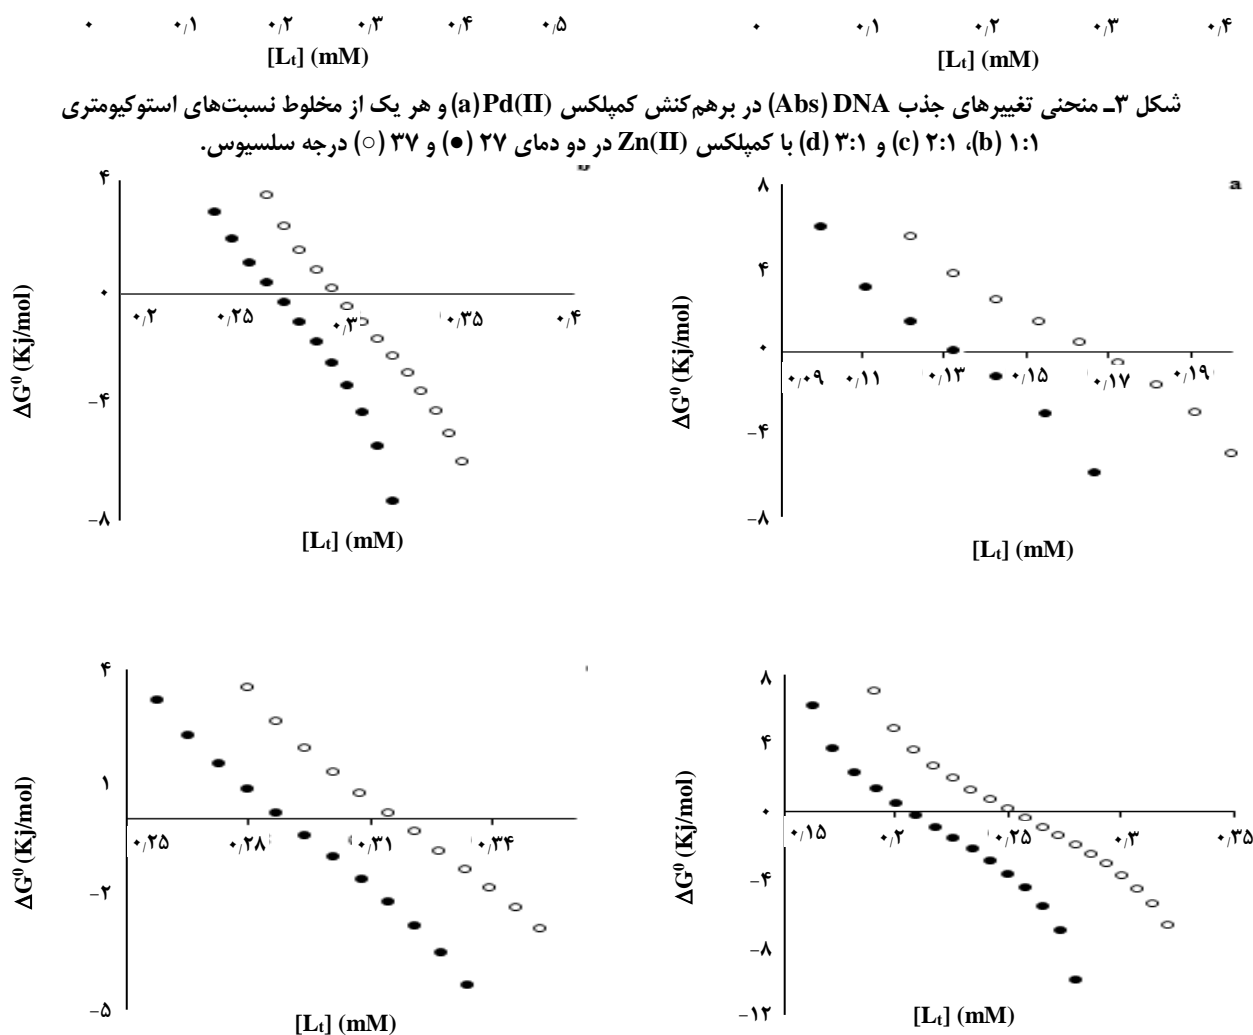 ۰ ۰/۱ ۰/۲ ۰/۳ ۰/۴ ۰/۵
[Lt] (mM)
۰ ۰/۱ ۰/۲ ۰/۳ ۰/۴
[Lt] (mM)
شکل ۳ـ منحنی تغییرهای جذب DNA (Abs) در برهم‌کنش کمپلکس Pd(II) (a) و هر یک از مخلوط نسبت‌های استوکیومتری
۱:۱ (b)، ۲:۱ (c) و ۳:۱ (d) با کمپلکس Zn(II) در دو دمای ۲۷ (●) و ۳۷ (○) درجه سلسیوس.
۴
۰
-۴
-۸
ΔG⁰ (Kj/mol)
۰/۲ ۰/۲۵ ۰/۳ ۰/۳۵ ۰/۴
[Lt] (mM)
a
۸
۴
۰
-۴
-۸
ΔG⁰ (Kj/mol)
۰/۰۹ ۰/۱۱ ۰/۱۳ ۰/۱۵ ۰/۱۷ ۰/۱۹
[Lt] (mM)
۴
۱
-۲
-۵
ΔG⁰ (Kj/mol)
۰/۲۵ ۰/۲۸ ۰/۳۱ ۰/۳۴
[Lt] (mM)
۸
۴
۰
-۴
-۸
-۱۲
ΔG⁰ (Kj/mol)
۰/۱۵ ۰/۲ ۰/۲۵ ۰/۳ ۰/۳۵
[Lt] (mM)